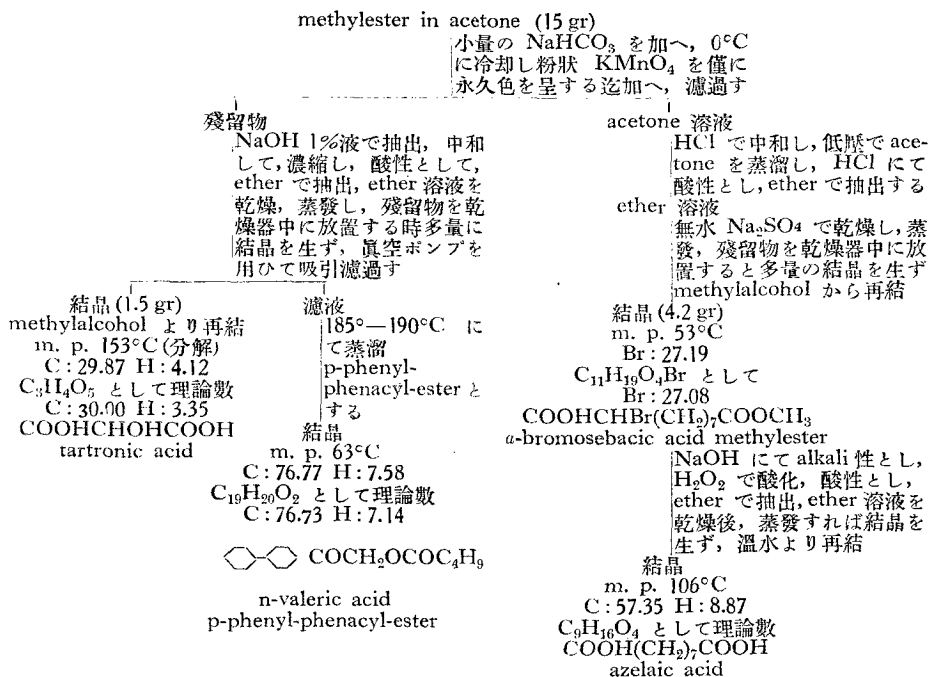 methylester in acetone (15 gr)
小量の NaHCO₃ を加へ, 0°C
に冷却し粉狀 KMnO₄ を僅に
永久色を呈する迄加へ, 濾過す
殘留物
NaOH 1%液で抽出, 中和
して, 濃縮し, 酸性として,
ether で抽出, ether 溶液を
乾燥, 蒸發し, 殘留物を乾
燥器中に放置する時多量に
結晶を生ず, 眞空ポンプを
用ひて吸引濾過す
結晶 (1.5 gr)
methylalcohol より再結
m. p. 153°C (分解)
C : 29.87 H : 4.12
C₃H₄O₅ として理論數
C : 30.00 H : 3.35
COOHCHOHCOOH
tartronic acid
濾液
185°—190°C に
て蒸溜
p-phenyl-
phenacyl-ester と
する
結晶
m. p. 63°C
C : 76.77 H : 7.58
C₁₉H₂₀O₂ として理論數
C : 76.73 H : 7.14
COCH₂OCOC₄H₉
n-valeric acid
p-phenyl-phenacyl-ester
acetone 溶液
HCl で中和し, 低壓で ace-
tone を蒸溜し, HCl にて
酸性とし, ether で抽出する
ether 溶液
無水 Na₂SO₄ で乾燥し, 蒸
發, 殘留物を乾燥器中に放
置すると多量の結晶を生ず
methylalcohol から再結
結晶 (4.2 gr)
m. p. 53°C
Br : 27.19
C₁₁H₁₉O₄Br として
Br : 27.08
COOHCHBr(CH₂)₇COOCH₃
α-bromosebacic acid methylester
NaOH にて alkali 性とし,
H₂O₂ で酸化, 酸性とし,
ether で抽出, ether 溶液を
乾燥後, 蒸發すれば結晶を
生ず, 溫水より再結
結晶
m. p. 106°C
C : 57.35 H : 8.87
C₉H₁₆O₄ として理論數
COOH(CH₂)₇COOH
azelaic acid